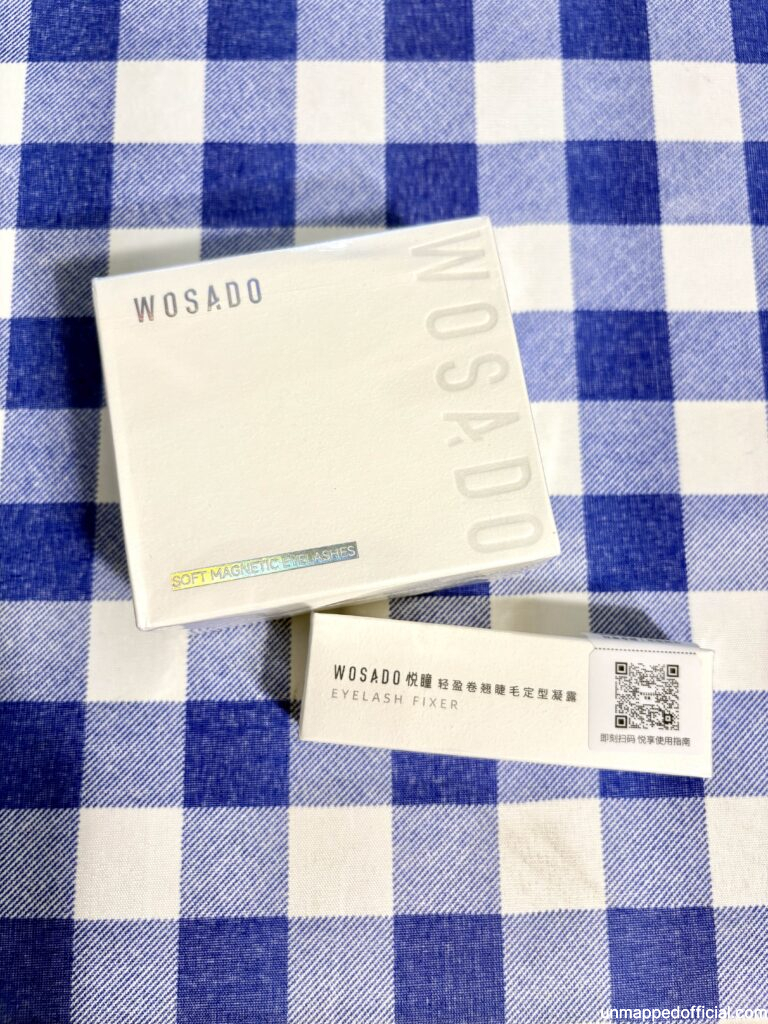 WOSADO
WOSADO
SOFT MAGNETIC EYELASHES
WOSADO 悦瞳 轻盈卷翘睫毛定型凝露
EYELASH FIXER
即刻扫码 悦享使用指南
unmappedofficial.com